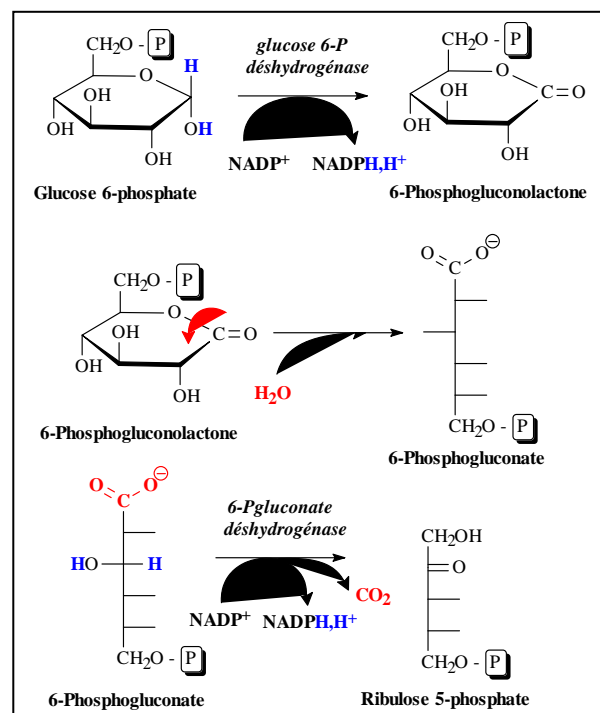 CH2O - P
O
H
OH
OH
OH
OH
Glucose 6-phosphate
glucose 6-P
déshydrogénase
NADP+ NADPH,H+
CH2O - P
O
C=O
OH
OH
OH
6-Phosphogluconolactone
CH2O - P
O
C=O
OH
OH
OH
6-Phosphogluconolactone
H2O
O O⊖
C
CH2O - P
6-Phosphogluconate
O O⊖
C
HO H
CH2O - P
6-Phosphogluconate
6-Pgluconate
déshydrogénase
NADP+ NADPH,H+
CO2
CH2OH
O
CH2O - P
Ribulose 5-phosphate